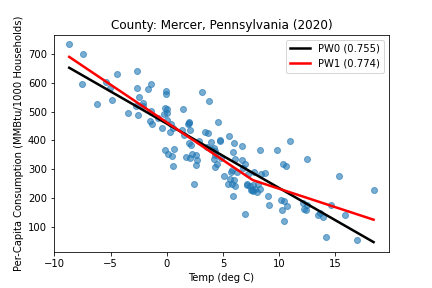 County: Mercer, Pennsylvania (2020)
PW0 (0.755)
PW1 (0.774)
Per-Capita Consumption (MMBtu/1000 Households)
700
600
500
400
300
200
100
−10 −5 0 5 10 15
Temp (deg C)